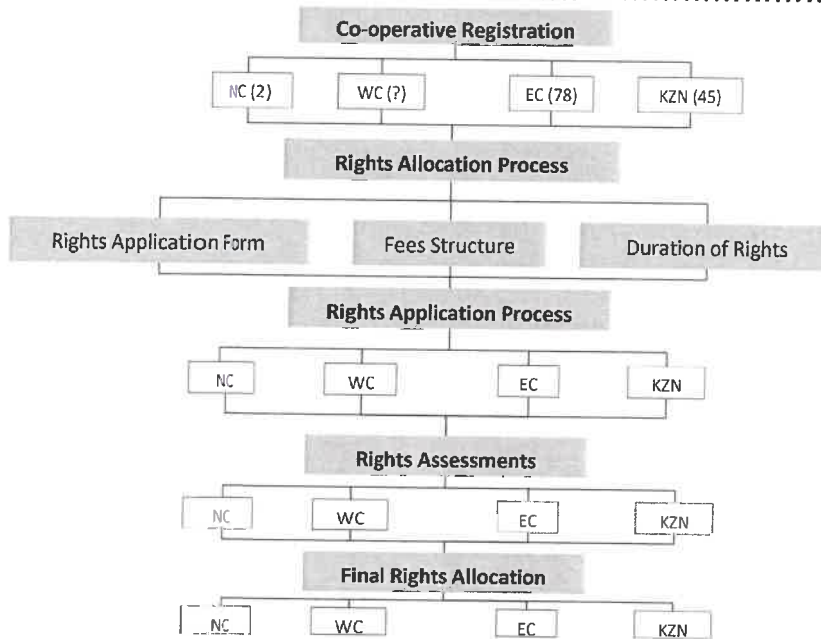 Co-operative Registration
NC (2) WC (?) EC (78) KZN (45)
Rights Allocation Process
Rights Application Form Fees Structure Duration of Rights
Rights Application Process
NC WC EC KZN
Rights Assessments
NC WC EC KZN
Final Rights Allocation
NC WC EC KZN